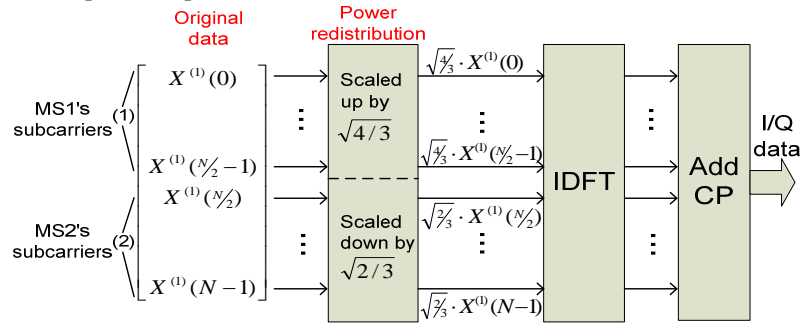 Original data
Power redistribution
MS1's subcarriers
(1)
MS2's subcarriers
(2)
X⁽¹⁾(0)
⋮
X⁽¹⁾(N/2 −1)
X⁽¹⁾(N/2)
⋮
X⁽¹⁾(N−1)
Scaled up by
√4/3
Scaled down by
√2/3
√4/3 · X⁽¹⁾(0)
√4/3 · X⁽¹⁾(N/2−1)
√2/3 · X⁽¹⁾(N/2)
√2/3 · X⁽¹⁾(N−1)
IDFT
Add CP
I/Q data